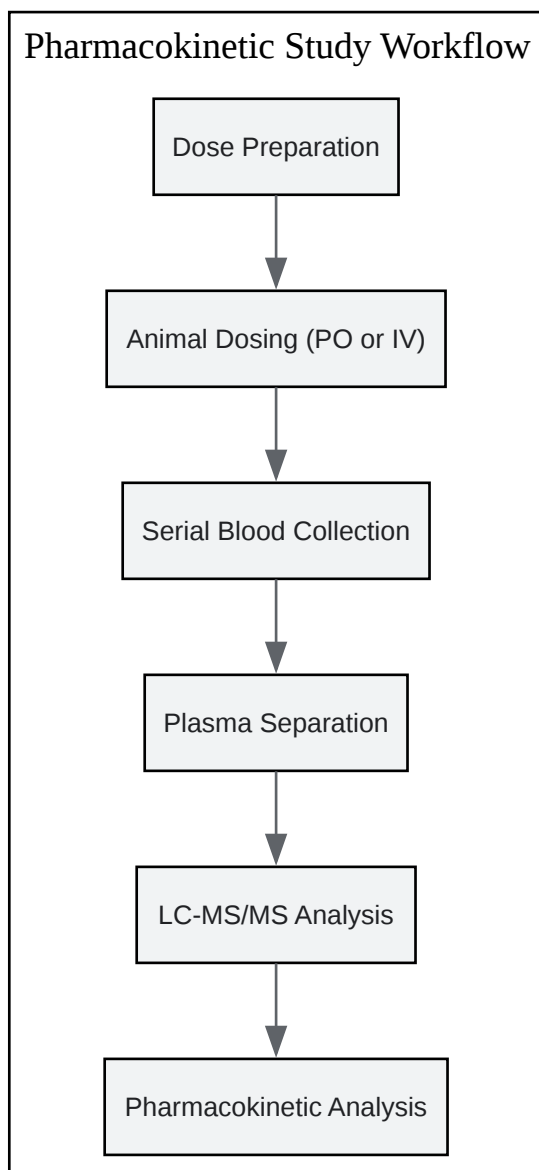 Pharmacokinetic Study Workflow
Dose Preparation
Animal Dosing (PO or IV)
Serial Blood Collection
Plasma Separation
LC-MS/MS Analysis
Pharmacokinetic Analysis